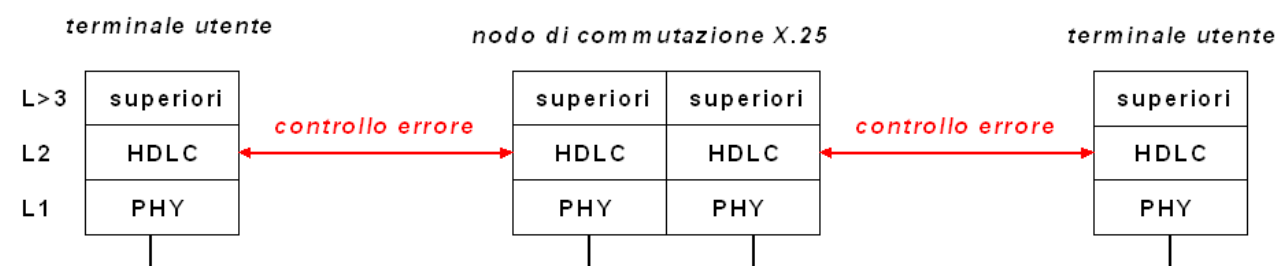 terminale utente
nodo di commutazione X.25
terminale utente
L>3 superiori superiori superiori superiori
controllo errore controllo errore
L2 HDLC HDLC HDLC HDLC
L1 PHY PHY PHY PHY